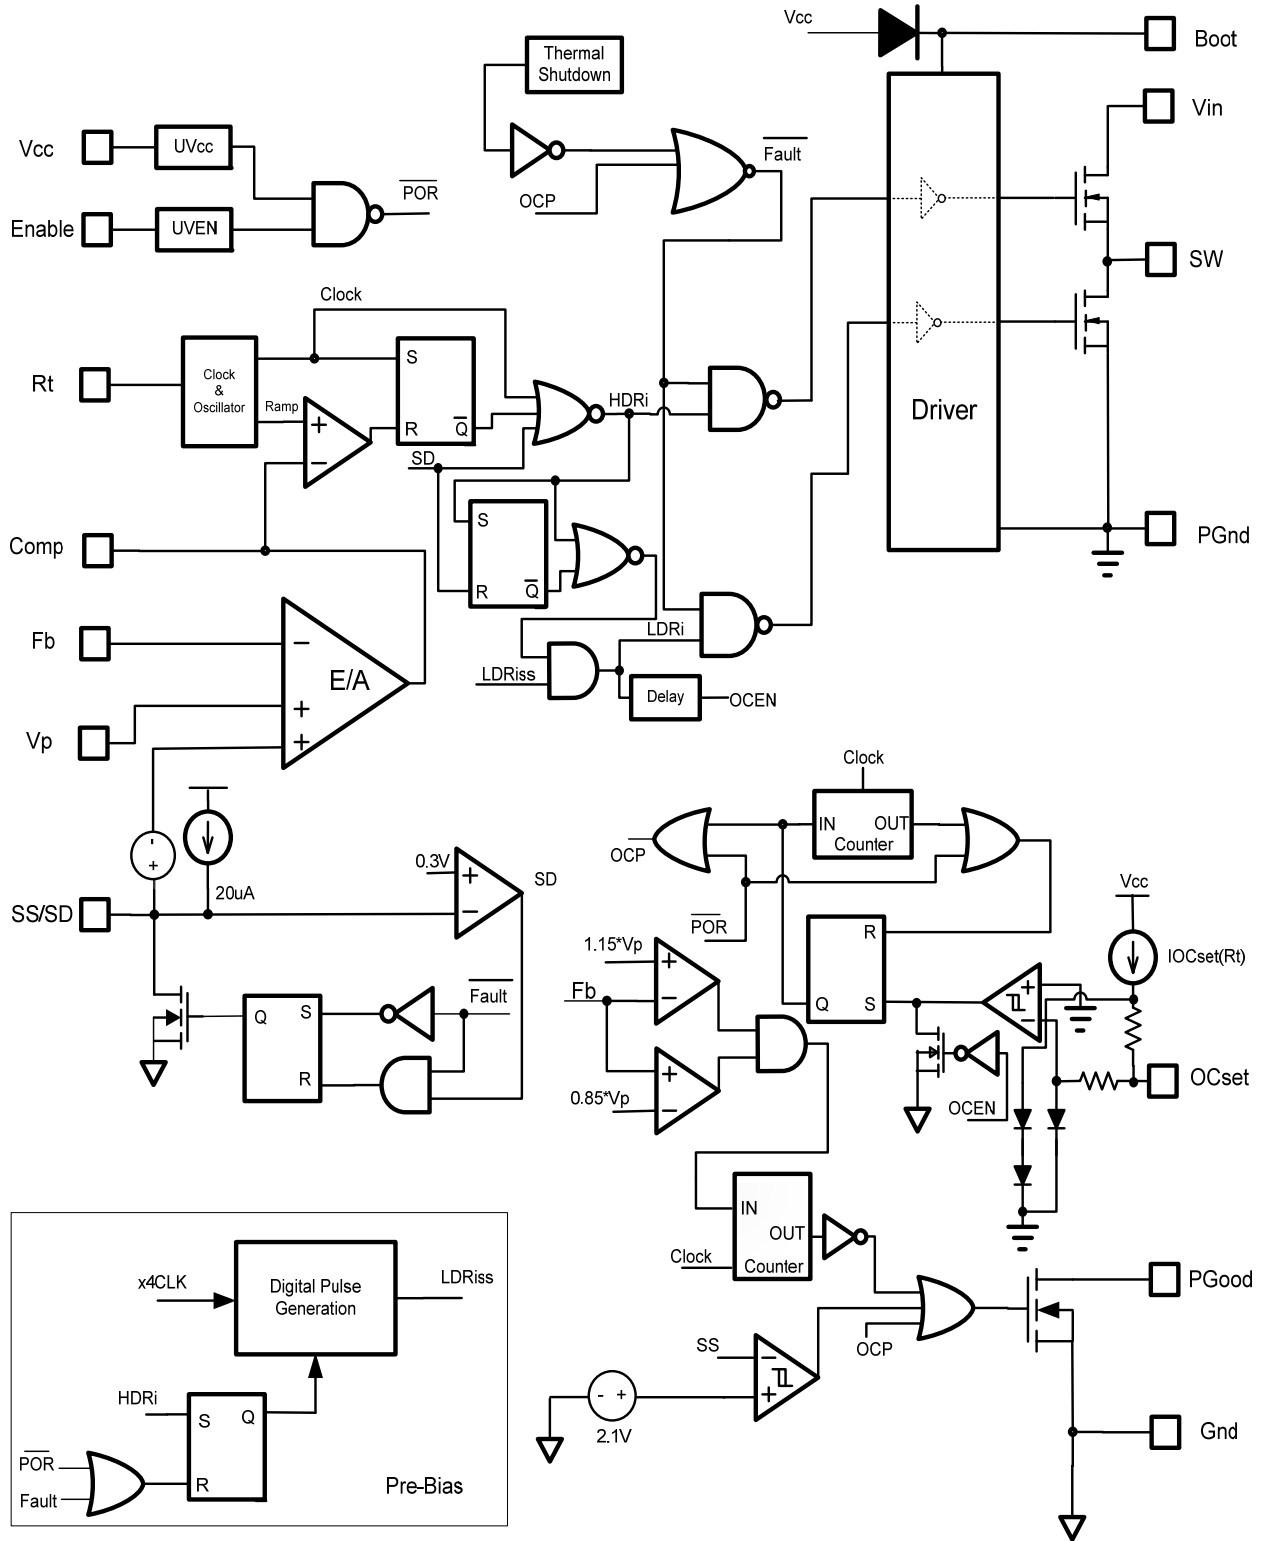 Vcc
Boot
Thermal
Shutdown
Vin
Vcc
UVcc
Fault
POR
OCP
Enable
UVEN
SW
Clock
Rt
Clock
&
Oscillator
Ramp
S
R
Q
HDRi
SD
Driver
+
−
S
R
Q
Comp
PGnd
Fb
−
E/A
+
+
Vp
LDRi
LDRiss
Delay
OCEN
Clock
IN
OUT
Counter
OCP
-
+
20uA
0.3V
+
−
SD
SS/SD
POR
Vcc
IOCset(Rt)
R
Q
S
1.15*Vp
+
−
Fb
+
−
0.85*Vp
+
−
Fault
Q
S
R
OCEN
OCset
IN
OUT
Counter
Clock
x4CLK
Digital Pulse
Generation
LDRiss
PGood
SS
−
+
OCP
- +
2.1V
HDRi
S
Q
R
POR
Fault
Pre-Bias
Gnd